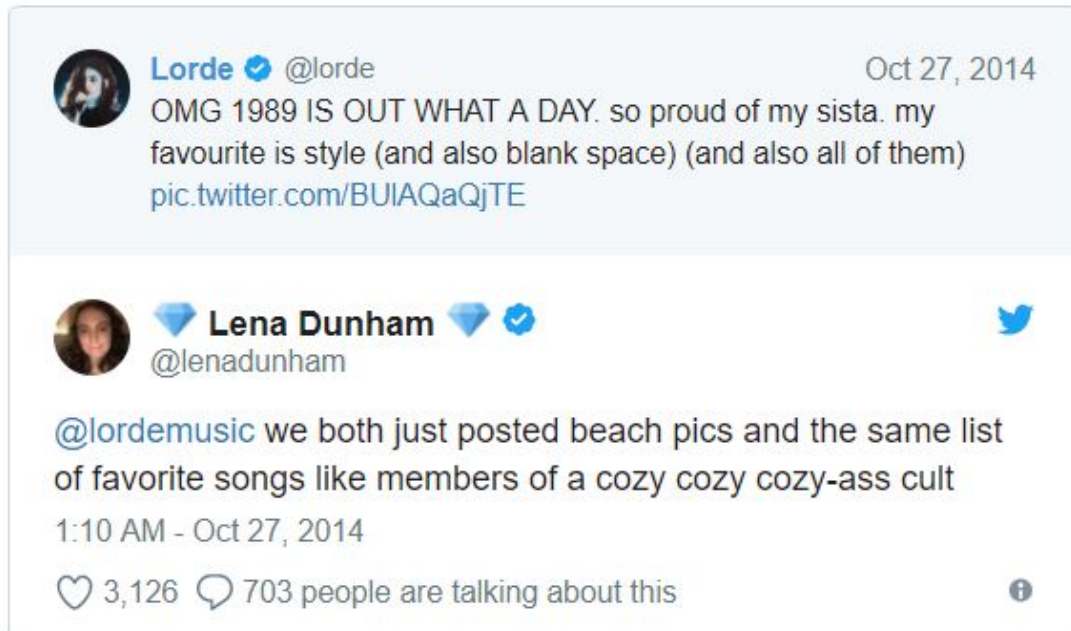 Lorde @lorde Oct 27, 2014
OMG 1989 IS OUT WHAT A DAY. so proud of my sista. my
favourite is style (and also blank space) (and also all of them)
pic.twitter.com/BUlAQaQjTE
💎 Lena Dunham 💎
@lenadunham
@lordemusic we both just posted beach pics and the same list
of favorite songs like members of a cozy cozy cozy-ass cult
1:10 AM - Oct 27, 2014
3,126 703 people are talking about this